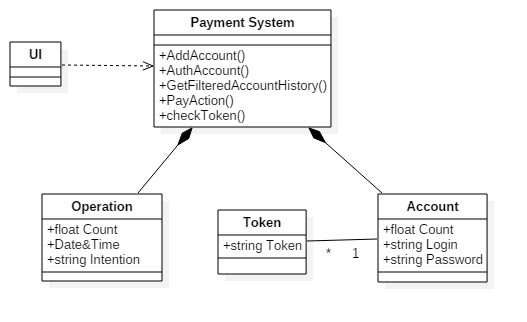 Payment System
UI
+AddAccount()
+AuthAccount()
+GetFilteredAccountHistory()
+PayAction()
+checkToken()
Operation
+float Count
+Date&Time
+string Intention
Token
+string Token
* 1
Account
+float Count
+string Login
+string Password